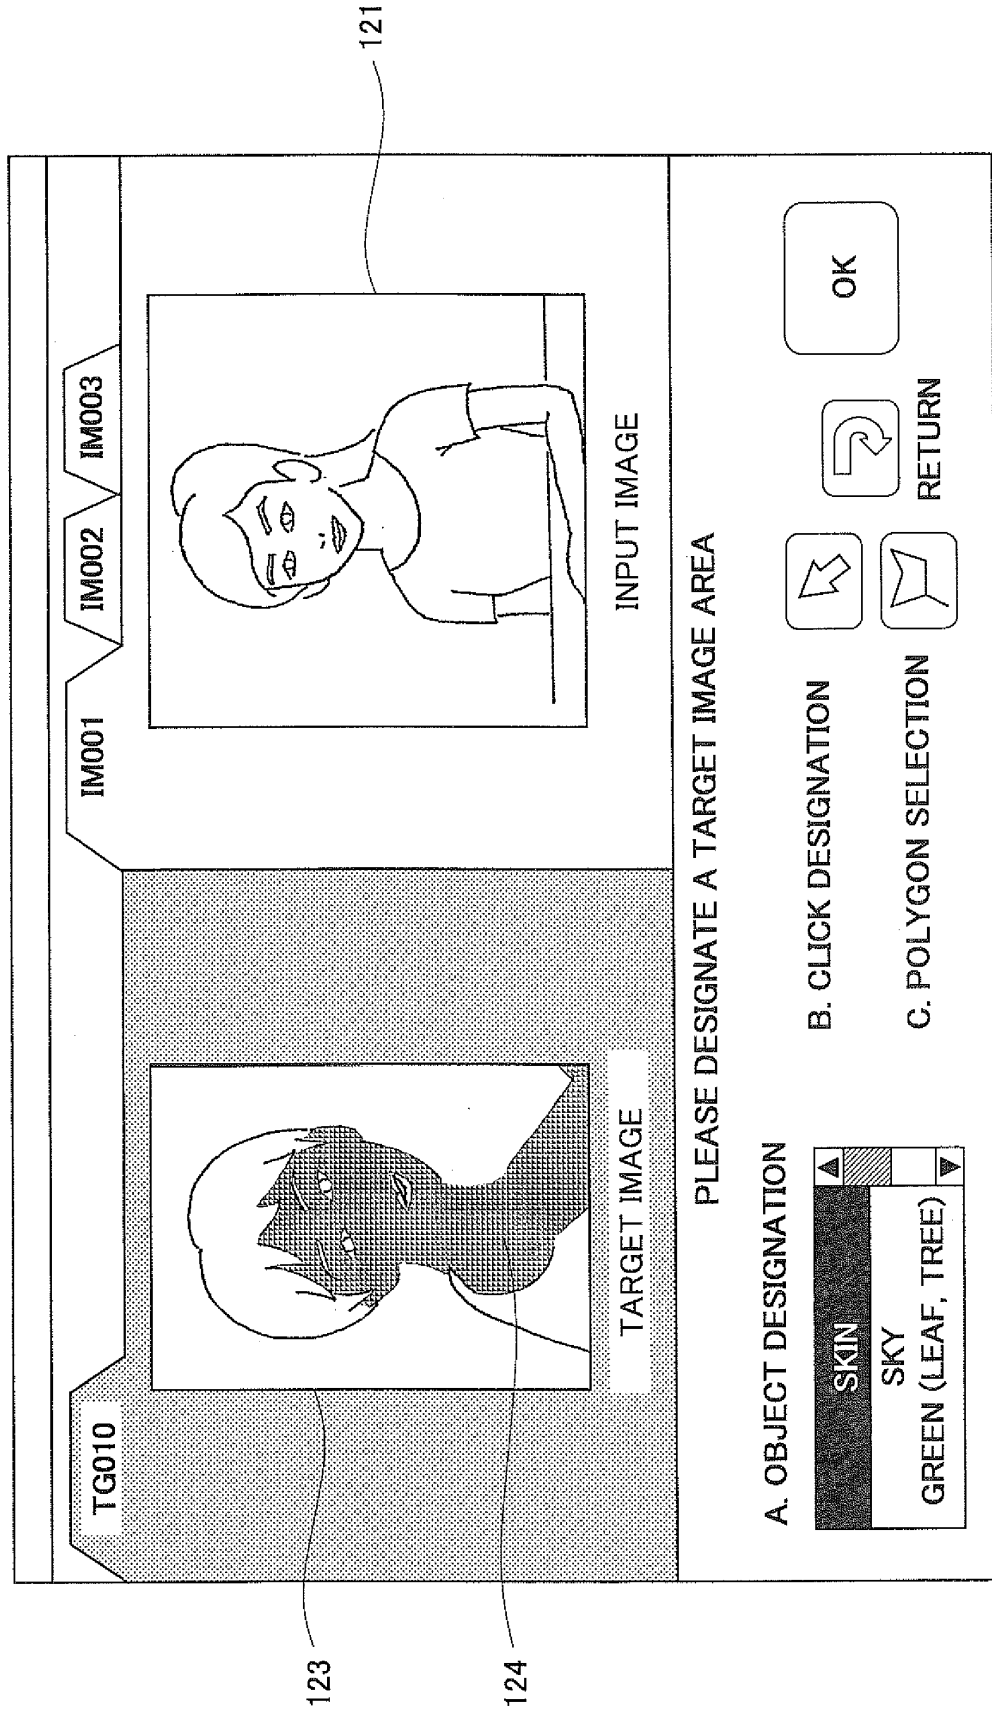 TG010
IM001
IM002
IM003
121
123
124
TARGET IMAGE
INPUT IMAGE
PLEASE DESIGNATE A TARGET IMAGE AREA
A. OBJECT DESIGNATION
SKIN
SKY
GREEN (LEAF, TREE)
B. CLICK DESIGNATION
C. POLYGON SELECTION
RETURN
OK